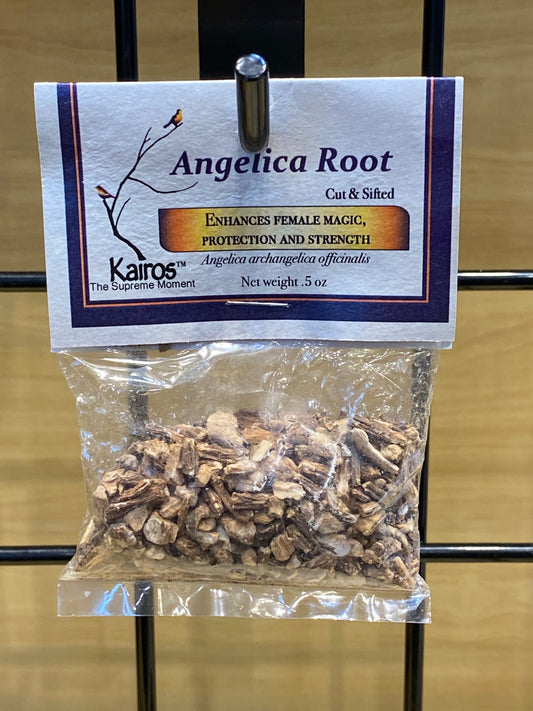 Angelica Root
Cut & Sifted
Enhances female magic,
protection and strength
Angelica archangelica officinalis
Kairos™
The Supreme Moment
Net weight .5 oz